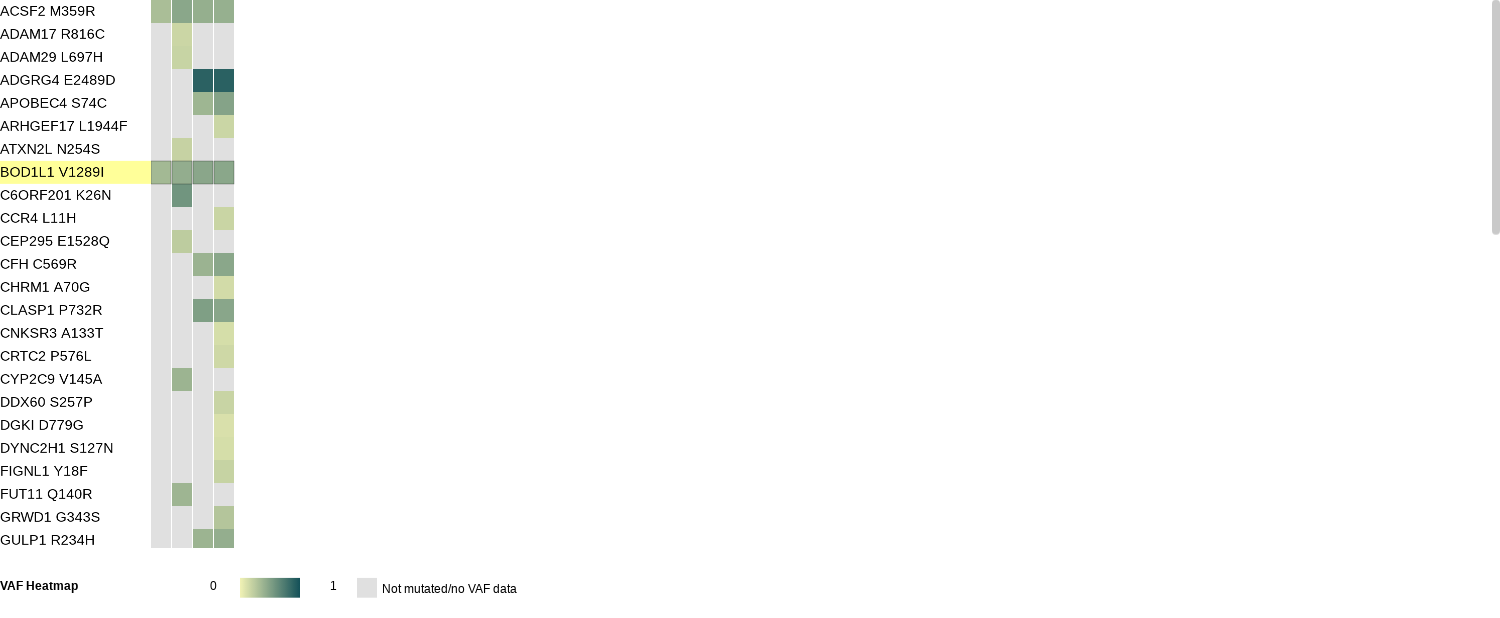 ACSF2 M359R
ADAM17 R816C
ADAM29 L697H
ADGRG4 E2489D
APOBEC4 S74C
ARHGEF17 L1944F
ATXN2L N254S
BOD1L1 V1289I
C6ORF201 K26N
CCR4 L11H
CEP295 E1528Q
CFH C569R
CHRM1 A70G
CLASP1 P732R
CNKSR3 A133T
CRTC2 P576L
CYP2C9 V145A
DDX60 S257P
DGKI D779G
DYNC2H1 S127N
FIGNL1 Y18F
FUT11 Q140R
GRWD1 G343S
GULP1 R234H
VAF Heatmap 0 1 Not mutated/no VAF data